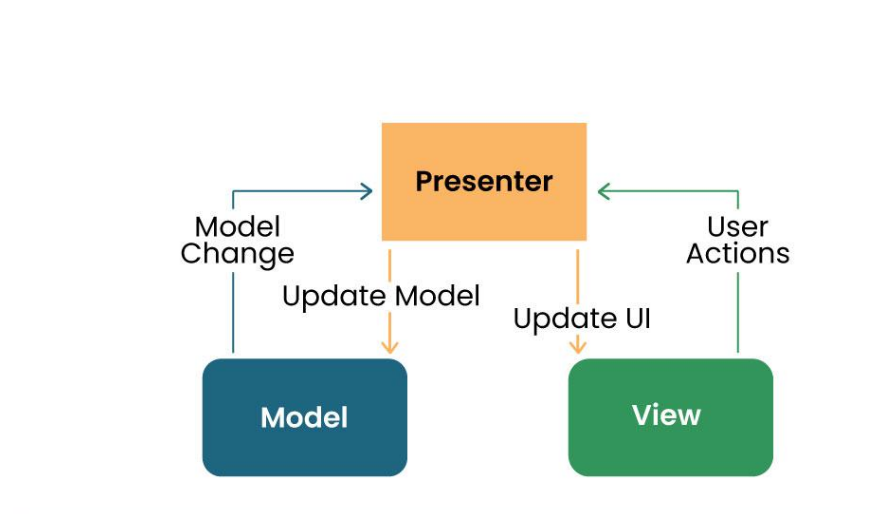 Presenter
Model
Change
User
Actions
Update Model
Update UI
Model
View